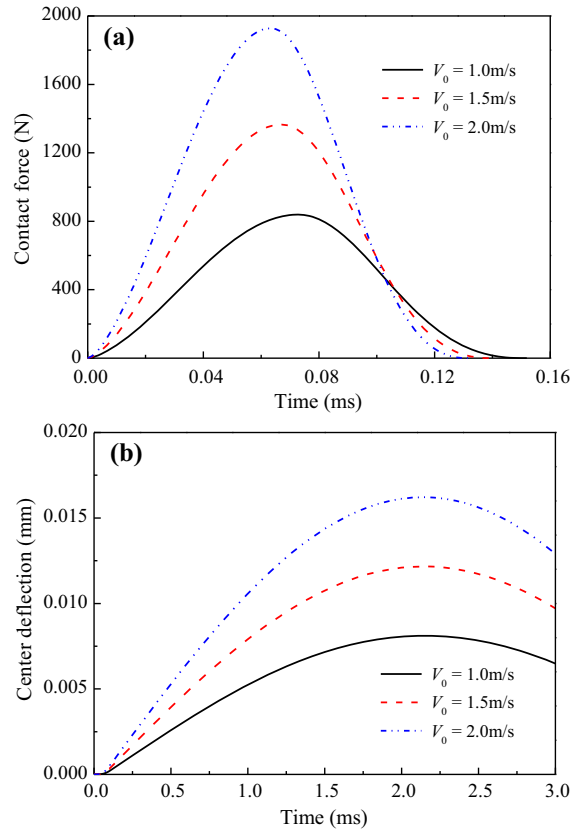 (a)
2000
1600
1200
800
400
0
Contact force (N)
V₀ = 1.0m/s
V₀ = 1.5m/s
V₀ = 2.0m/s
0.00 0.04 0.08 0.12 0.16
Time (ms)
(b)
0.020
0.015
0.010
0.005
0.000
Center deflection (mm)
V₀ = 1.0m/s
V₀ = 1.5m/s
V₀ = 2.0m/s
0.0 0.5 1.0 1.5 2.0 2.5 3.0
Time (ms)